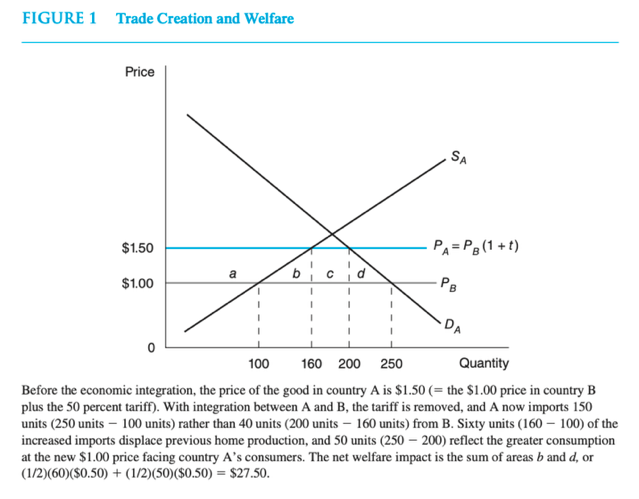 FIGURE 1 Trade Creation and Welfare
Price
S_A
$1.50
P_A = P_B (1 + t)
a b c d
$1.00
P_B
D_A
0
100 160 200 250 Quantity
Before the economic integration, the price of the good in country A is $1.50 (= the $1.00 price in country B
plus the 50 percent tariff). With integration between A and B, the tariff is removed, and A now imports 150
units (250 units − 100 units) rather than 40 units (200 units − 160 units) from B. Sixty units (160 − 100) of the
increased imports displace previous home production, and 50 units (250 − 200) reflect the greater consumption
at the new $1.00 price facing country A's consumers. The net welfare impact is the sum of areas b and d, or
(1/2)(60)($0.50) + (1/2)(50)($0.50) = $27.50.